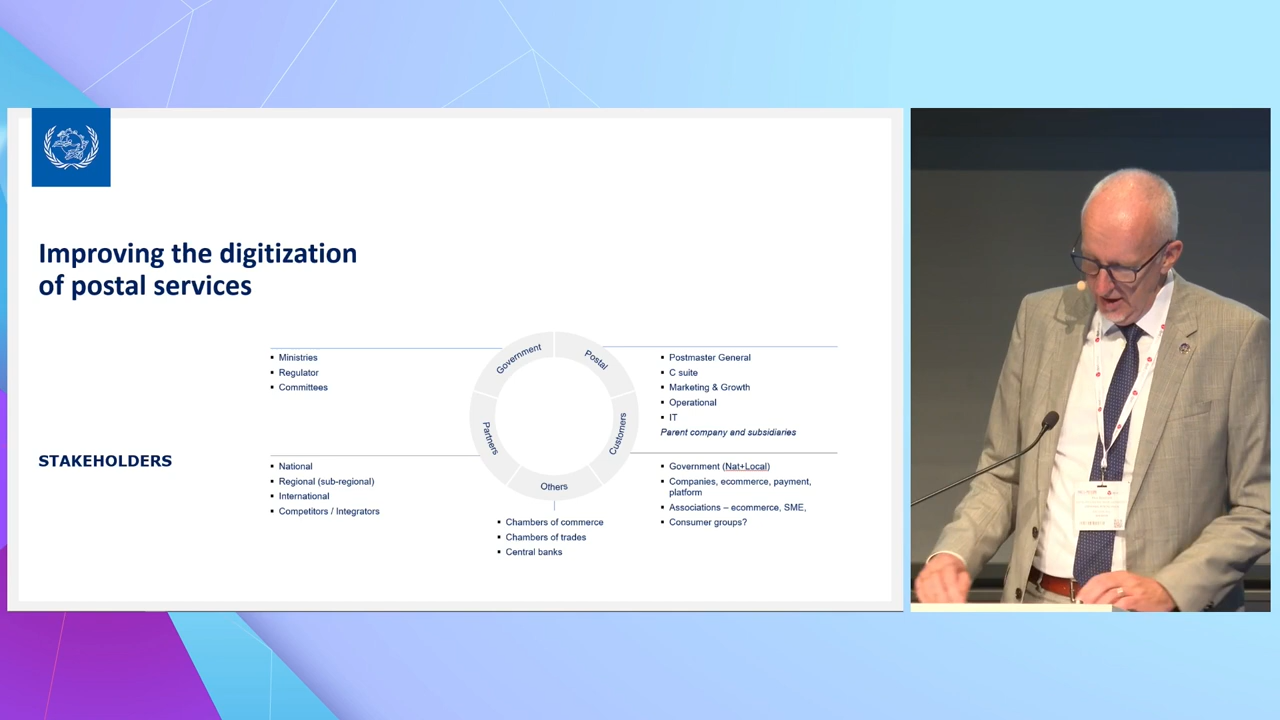 Improving the digitization
of postal services
STAKEHOLDERS
Government
Postal
Customers
Others
Partners
▪ Ministries
▪ Regulator
▪ Committees
▪ Postmaster General
▪ C suite
▪ Marketing & Growth
▪ Operational
▪ IT
Parent company and subsidiaries
▪ National
▪ Regional (sub-regional)
▪ International
▪ Competitors / Integrators
▪ Government (Nat+Local)
▪ Companies, ecommerce, payment,
platform
▪ Associations – ecommerce, SME,
▪ Consumer groups?
▪ Chambers of commerce
▪ Chambers of trades
▪ Central banks